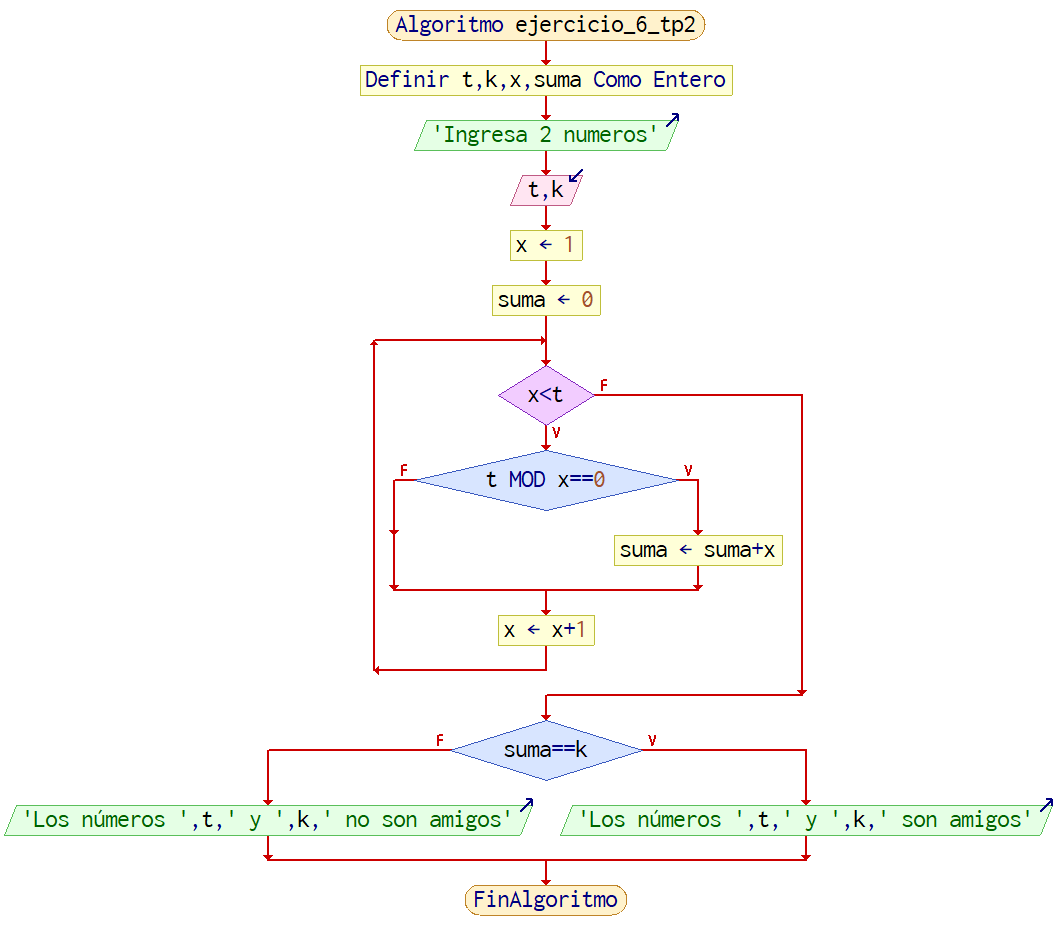 Algoritmo ejercicio_6_tp2
Definir t,k,x,suma Como Entero
'Ingresa 2 numeros'
t,k
x ← 1
suma ← 0
x<t
F
V
t MOD x==0
F
V
suma ← suma+x
x ← x+1
suma==k
F
V
'Los números ',t,' y ',k,' no son amigos'
'Los números ',t,' y ',k,' son amigos'
FinAlgoritmo